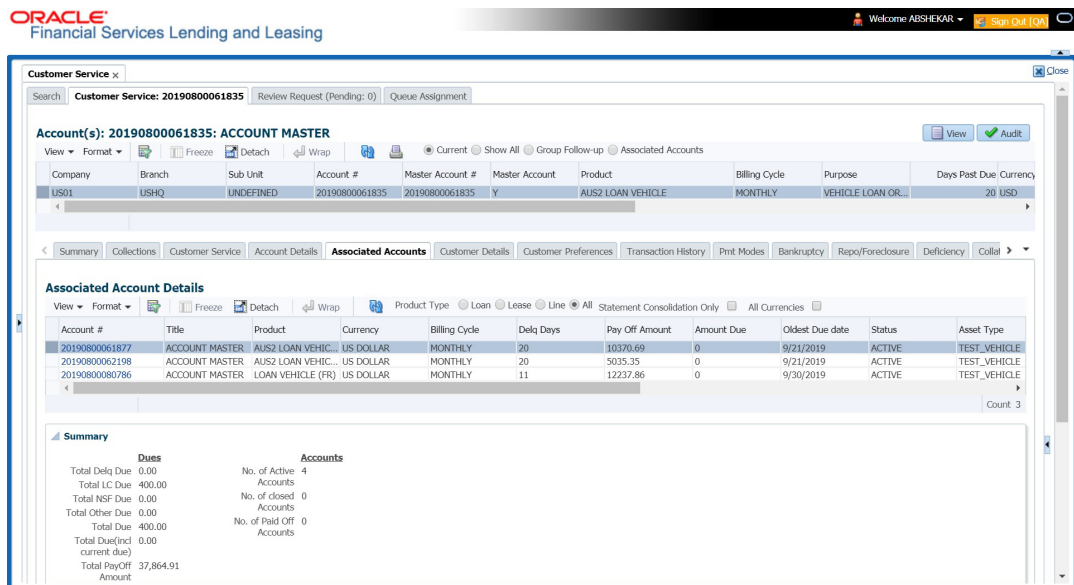 ORACLE®
Financial Services Lending and Leasing
Welcome ABSHEKAR
Sign Out [QA]
Customer Service x
Close
Search Customer Service: 20190800061835 Review Request (Pending: 0) Queue Assignment
Account(s): 20190800061835: ACCOUNT MASTER
View Audit
View Format Freeze Detach Wrap Current Show All Group Follow-up Associated Accounts
Company Branch Sub Unit Account # Master Account # Master Account Product Billing Cycle Purpose Days Past Due Currency
US01 USHQ UNDEFINED 20190800061835 20190800061835 Y AUS2 LOAN VEHICLE MONTHLY VEHICLE LOAN OR... 20 USD
Summary Collections Customer Service Account Details Associated Accounts Customer Details Customer Preferences Transaction History Pmt Modes Bankruptcy Repo/Foreclosure Deficiency Collat
Associated Account Details
View Format Freeze Detach Wrap Product Type Loan Lease Line All Statement Consolidation Only All Currencies
Account # Title Product Currency Billing Cycle Delq Days Pay Off Amount Amount Due Oldest Due date Status Asset Type
20190800061877 ACCOUNT MASTER AUS2 LOAN VEHIC... US DOLLAR MONTHLY 20 10370.69 0 9/21/2019 ACTIVE TEST_VEHICLE
20190800062198 ACCOUNT MASTER AUS2 LOAN VEHIC... US DOLLAR MONTHLY 20 5035.35 0 9/21/2019 ACTIVE TEST_VEHICLE
20190800080786 ACCOUNT MASTER LOAN VEHICLE (FR) US DOLLAR MONTHLY 11 12237.86 0 9/30/2019 ACTIVE TEST_VEHICLE
Count 3
Summary
Dues
Total Delq Due 0.00
Total LC Due 400.00
Total NSF Due 0.00
Total Other Due 0.00
Total Due 400.00
Total Due(incl
current due) 0.00
Total PayOff
Amount 37,864.91
Accounts
No. of Active
Accounts 4
No. of closed
Accounts 0
No. of Paid Off
Accounts 0